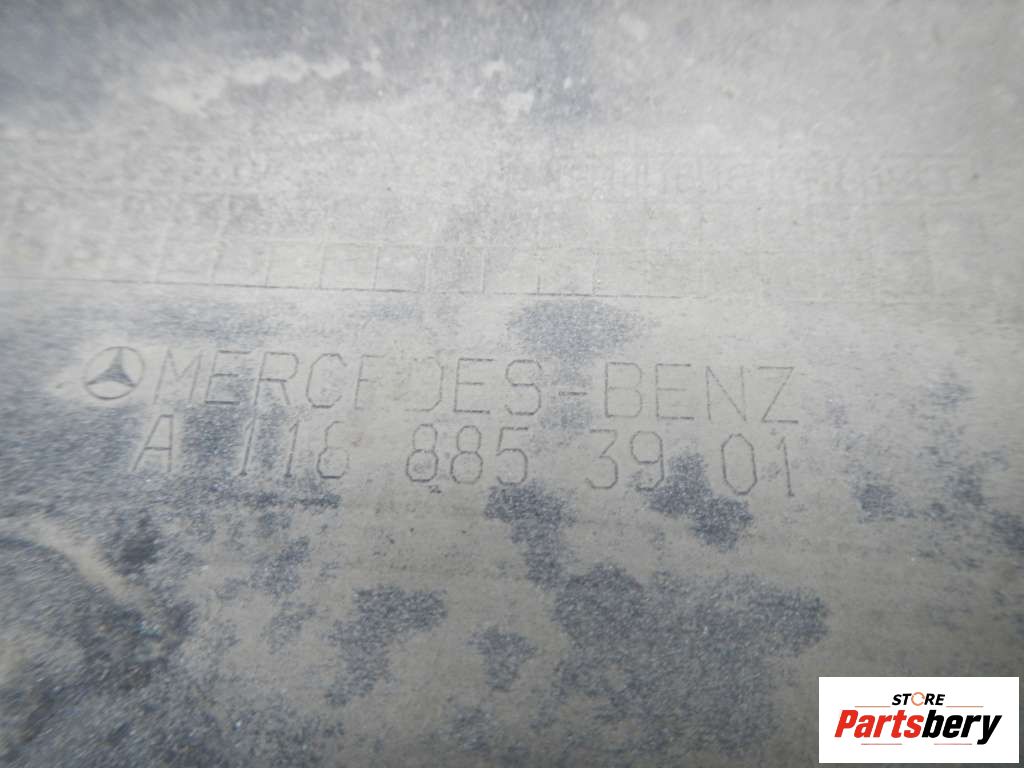 MERCEDES-BENZ
A 118 885 39 01
STORE
Partsbery